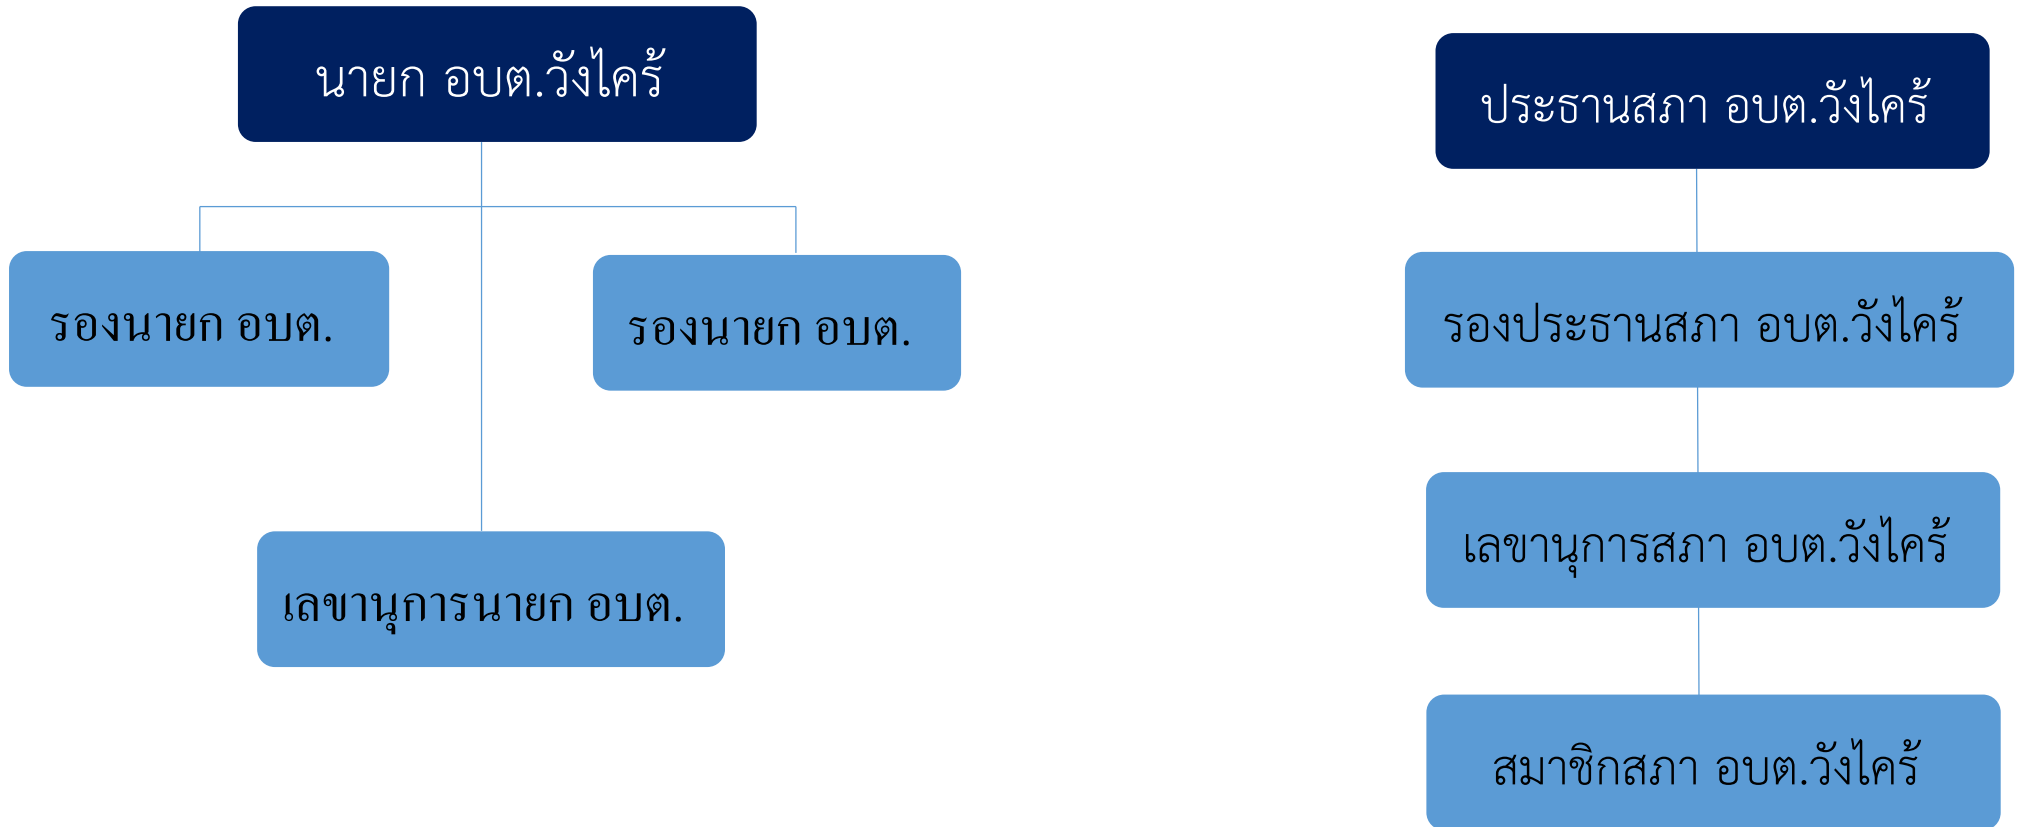 นายก อบต.วังไคร้
รองนายก อบต.
รองนายก อบต.
เลขานุการนายก อบต.
ประธานสภา อบต.วังไคร้
รองประธานสภา อบต.วังไคร้
เลขานุการสภา อบต.วังไคร้
สมาชิกสภา อบต.วังไคร้